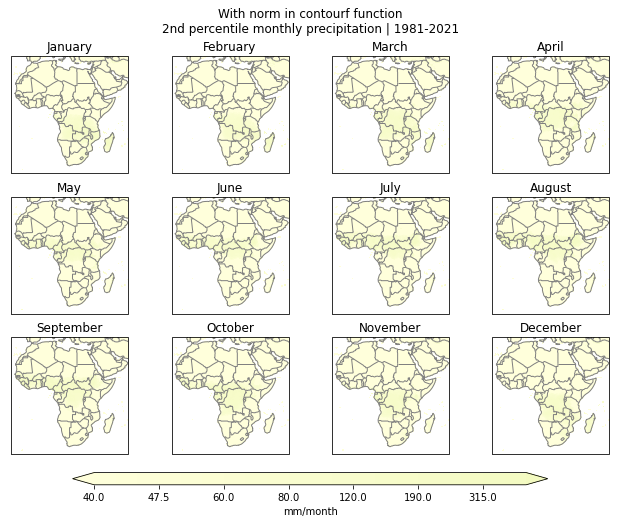 With norm in contourf function
2nd percentile monthly precipitation | 1981-2021
January February March April
May June July August
September October November December
40.0 47.5 60.0 80.0 120.0 190.0 315.0
mm/month